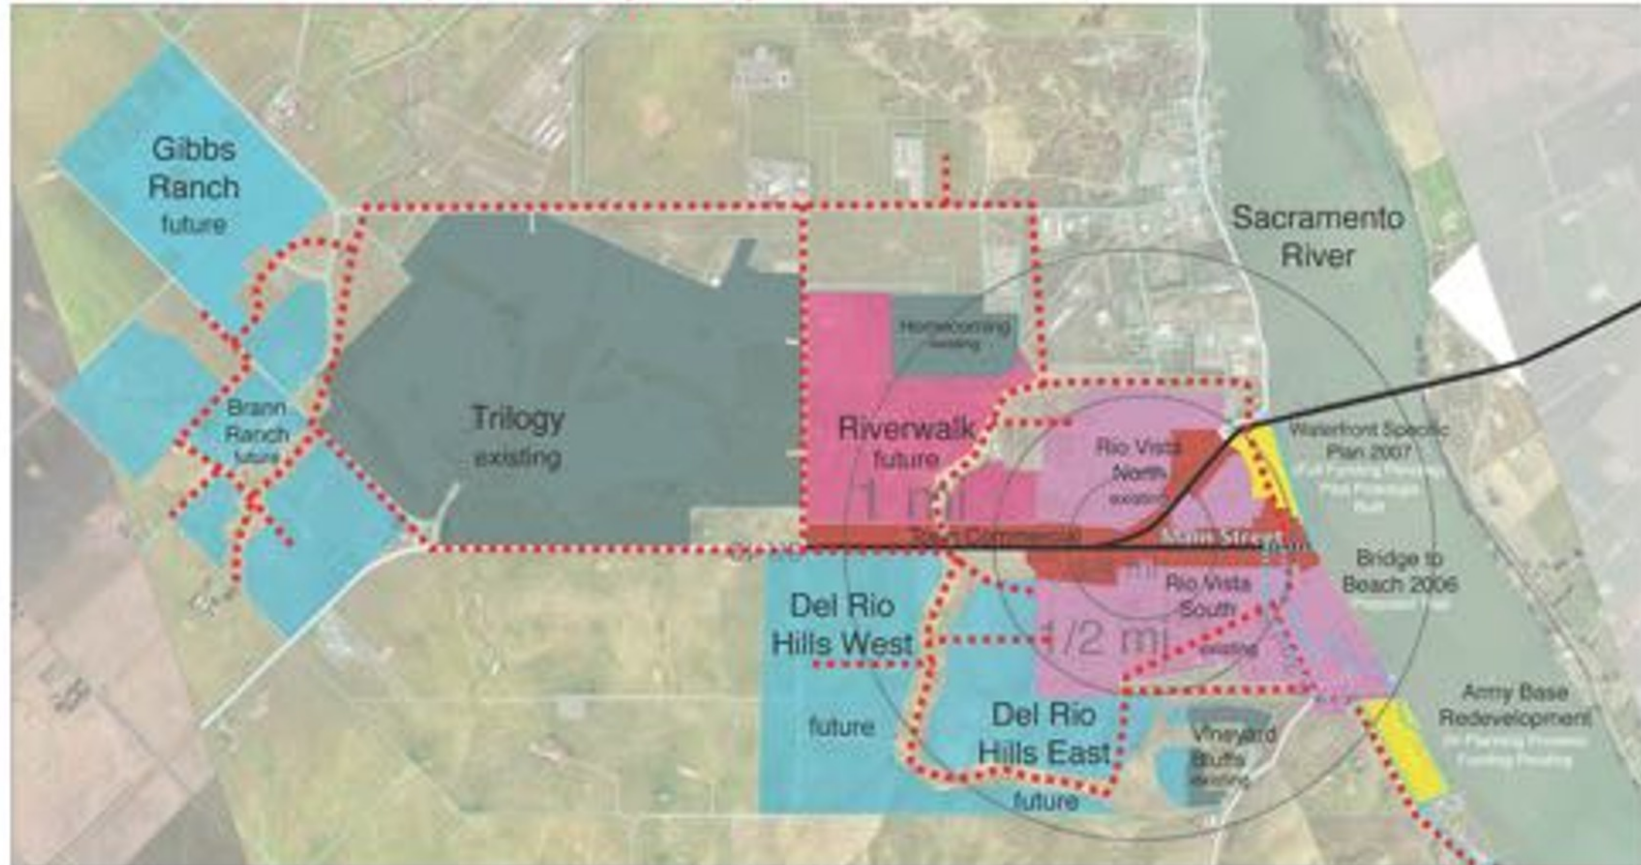 Gibbs
Ranch
future
Sacramento
River
Homecoming
existing
Brann
Ranch
future
Trilogy
existing
Riverwalk
future
1 mi
Rio Vista
North
existing
Waterfront Specific
Plan 2007
Main Street
Bridge to
Beach 2006
Rio Vista
South
existing
1/2 mi
Del Rio
Hills West
future
Del Rio
Hills East
future
Vineyard
Bluffs
existing
Army Base
Redevelopment